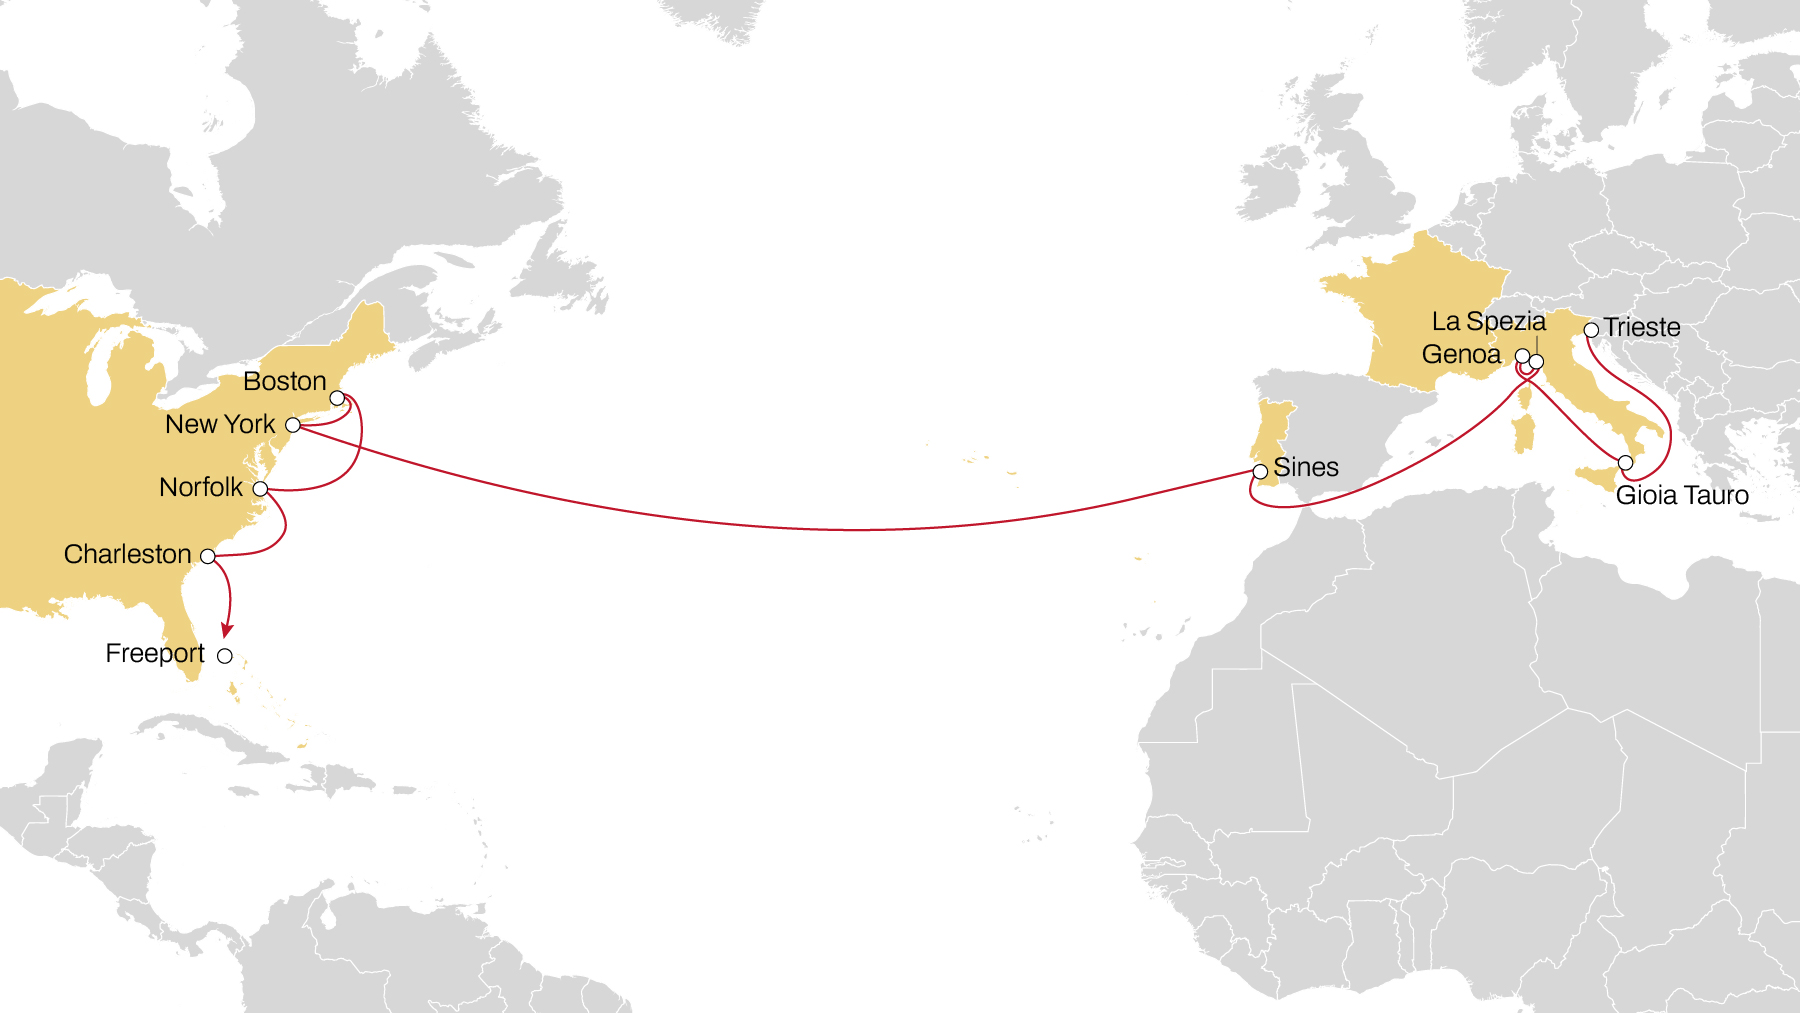 La Spezia
Trieste
Genoa
Boston
New York
Sines
Norfolk
Gioia Tauro
Charleston
Freeport